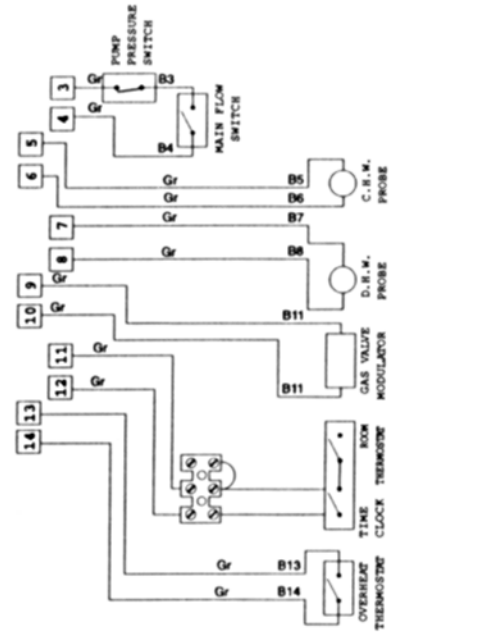 PUMP
PRESSURE
SWITCH
3
Gr
B3
4
Gr
B4
MAIN FLOW
SWITCH
5
Gr
B5
6
Gr
B6
C.H.W.
PROBE
7
Gr
B7
8
Gr
B8
D.H.W.
PROBE
9
Gr
B11
10
Gr
B11
GAS VALVE
MODULATOR
11
Gr
12
Gr
13
14
ROOM
THERMOSTAT
TIME
CLOCK
Gr
B13
Gr
B14
OVERHEAT
THERMOSTAT